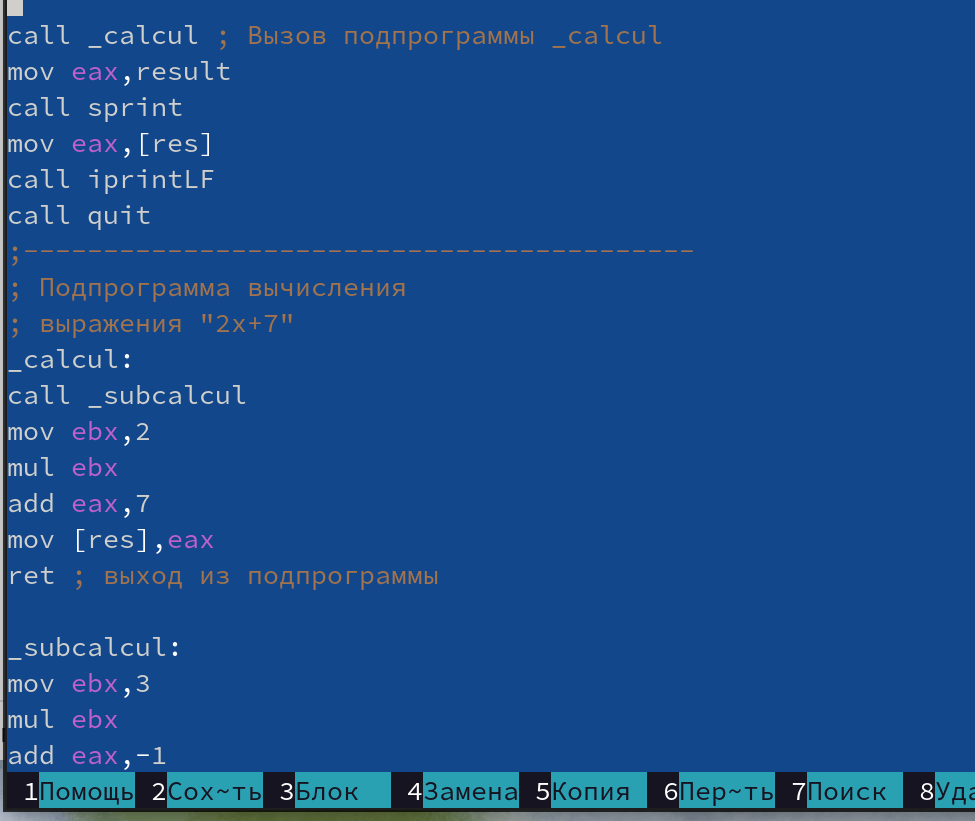 call _calcul ; Вызов подпрограммы _calcul
mov eax,result
call sprint
mov eax,[res]
call iprintLF
call quit
;------------------------------------------
; Подпрограмма вычисления
; выражения "2x+7"
_calcul:
call _subcalcul
mov ebx,2
mul ebx
add eax,7
mov [res],eax
ret ; выход из подпрограммы
_subcalcul:
mov ebx,3
mul ebx
add eax,-1
1Помощь 2Сох~ть 3Блок 4Замена 5Копия 6Пер~ть 7Поиск 8Уда